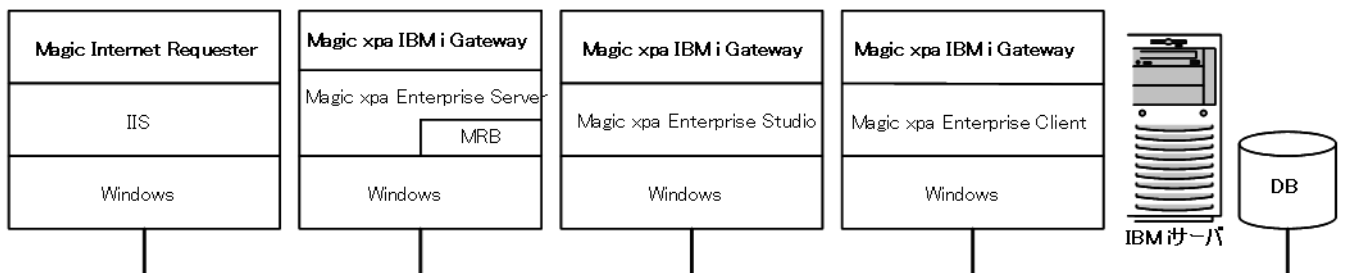 Magic Internet Requester
IIS
Windows
Magic xpa IBM i Gateway
Magic xpa Enterprise Server
MRB
Windows
Magic xpa IBM i Gateway
Magic xpa Enterprise Studio
Windows
Magic xpa IBM i Gateway
Magic xpa Enterprise Client
Windows
IBM iサーバ
DB